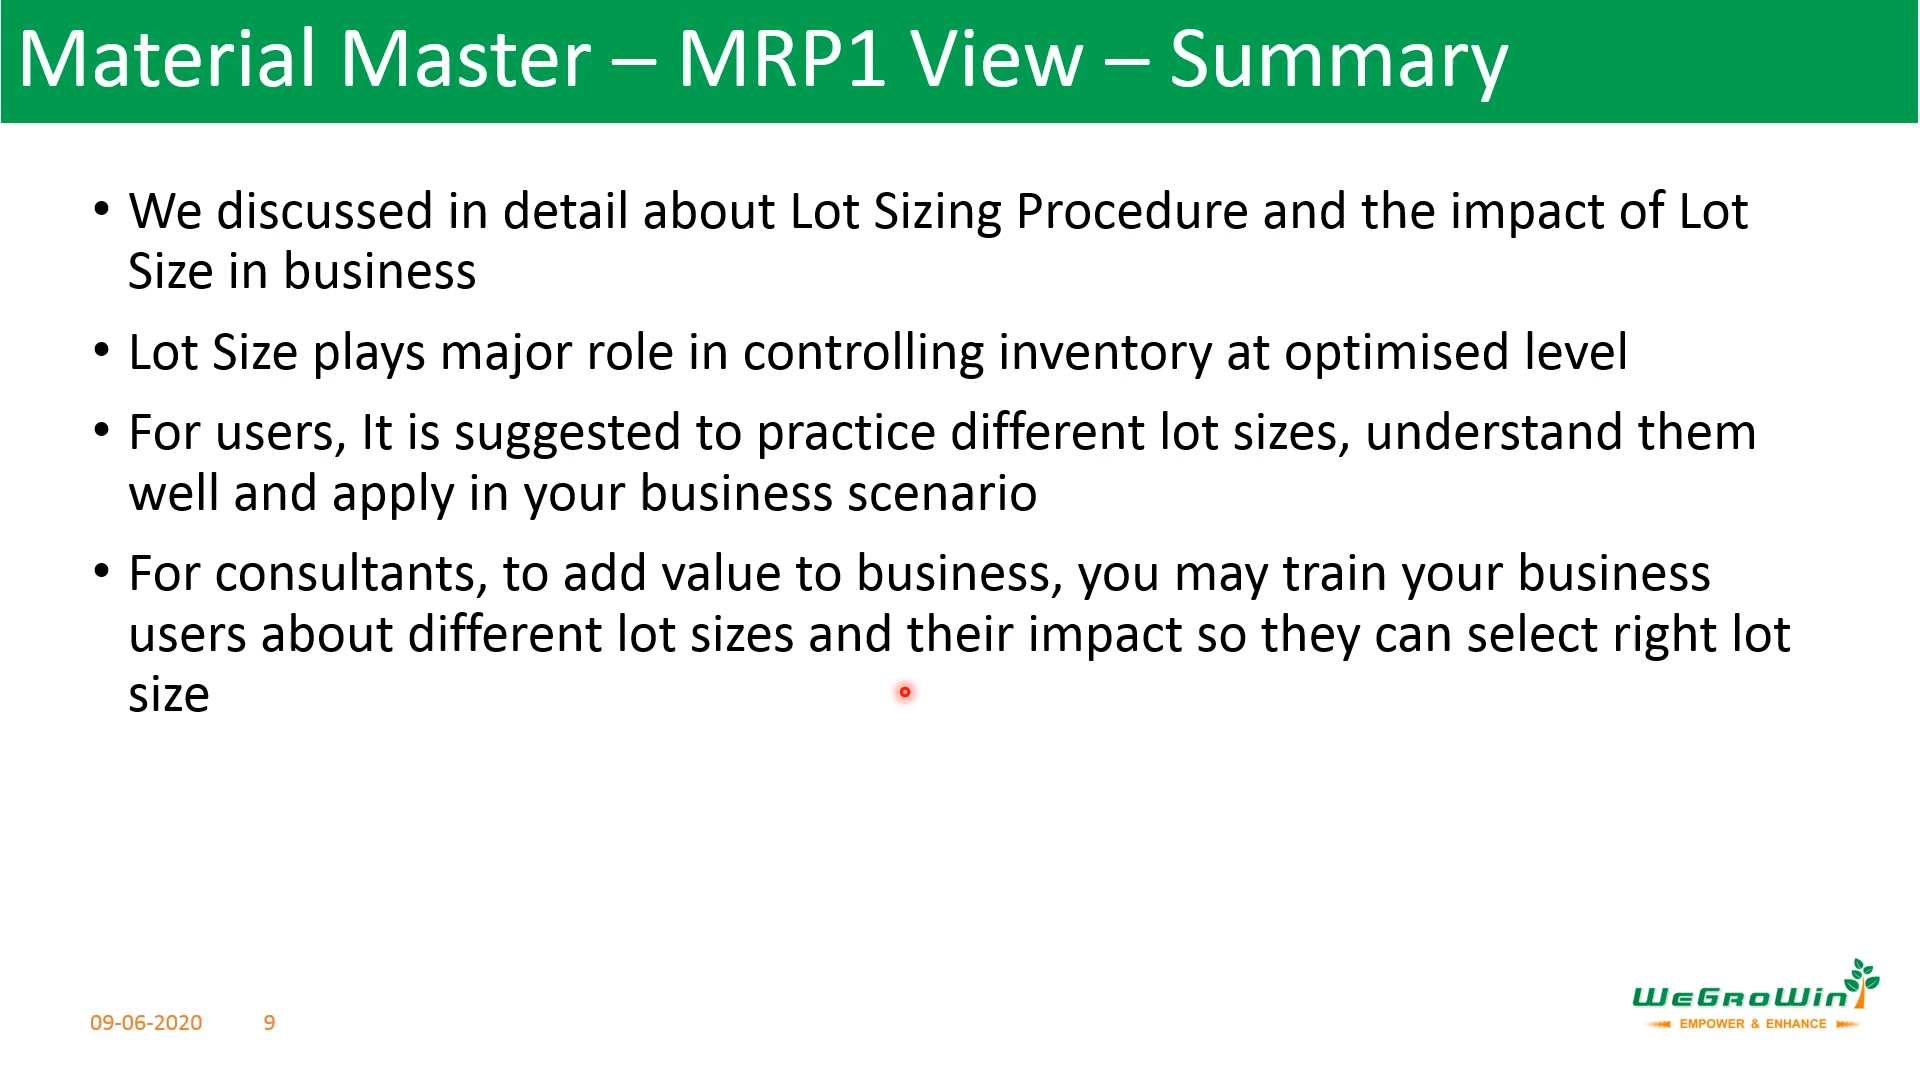 Material Master – MRP1 View – Summary
• We discussed in detail about Lot Sizing Procedure and the impact of Lot
Size in business
• Lot Size plays major role in controlling inventory at optimised level
• For users, It is suggested to practice different lot sizes, understand them
well and apply in your business scenario
• For consultants, to add value to business, you may train your business
users about different lot sizes and their impact so they can select right lot
size
09-06-2020 9
WeGroWin
EMPOWER & ENHANCE